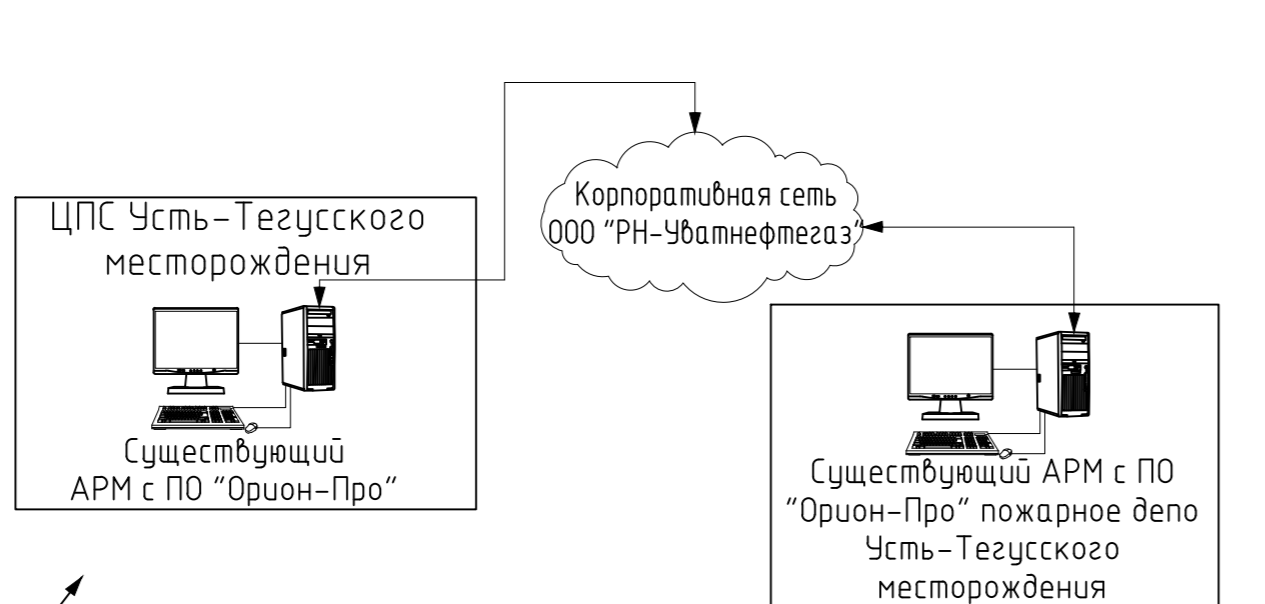 Корпоративная сеть
ООО "РН-Уватнефтегаз"
ЦПС Усть-Тегусского
месторождения
Существующий
АРМ с ПО "Орион-Про"
Существующий АРМ с ПО
"Орион-Про" пожарное депо
Усть-Тегусского
месторождения